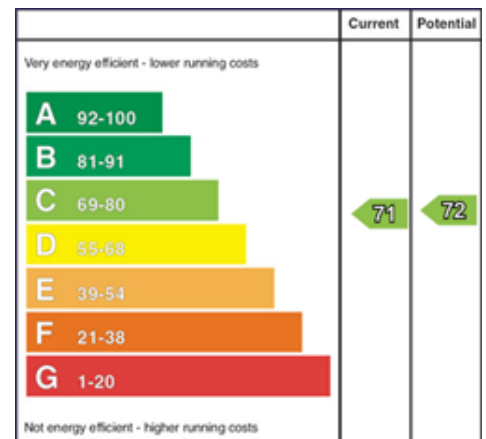 Current Potential
Very energy efficient - lower running costs
A 92-100
B 81-91
C 69-80 71 72
D 55-68
E 39-54
F 21-38
G 1-20
Not energy efficient - higher running costs